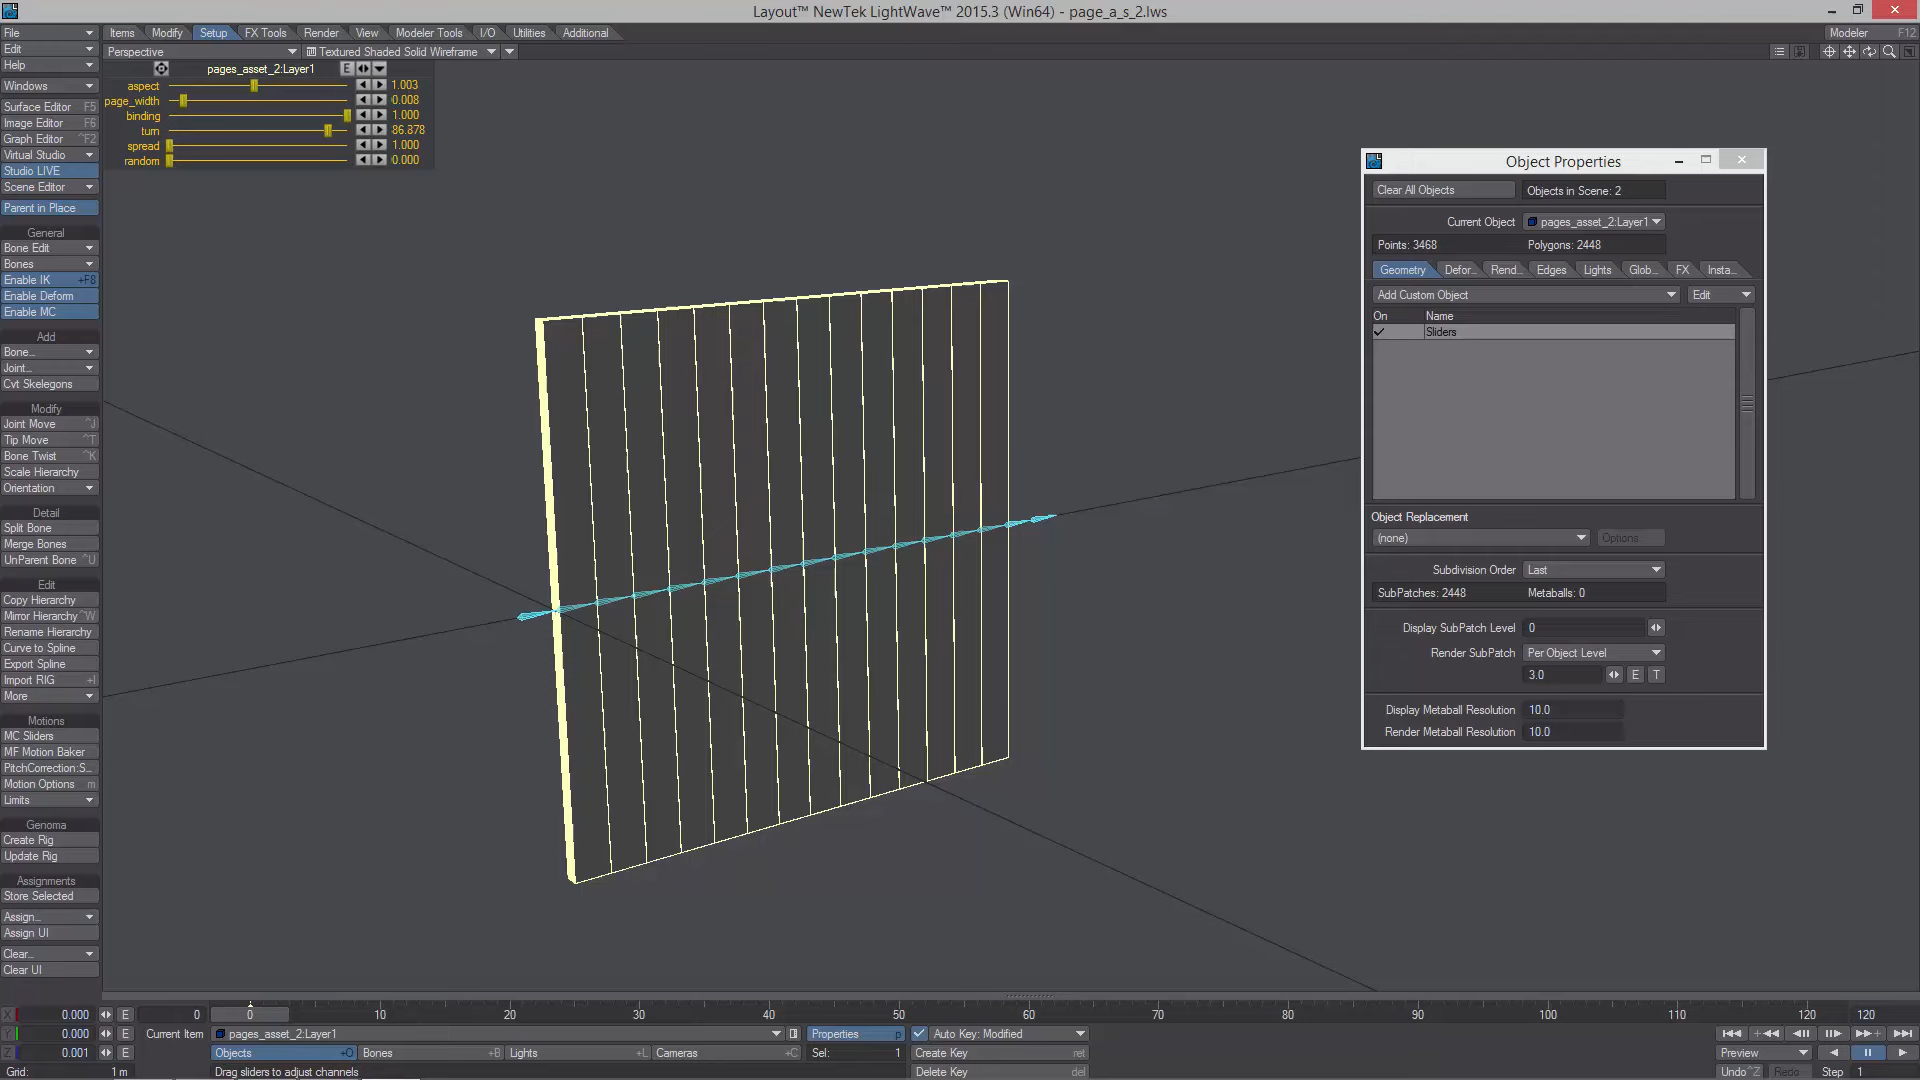 Layout™ NewTek LightWave™ 2015.3 (Win64) - page_a_s_2.lws
File
Edit
Help
Windows
Surface Editor F5
Image Editor F6
Graph Editor ^F2
Virtual Studio
Studio LIVE
Scene Editor
Parent in Place
General
Bone Edit
Bones
Enable IK +F8
Enable Deform
Enable MC
Add
Bone...
Joint...
Cvt Skelegons
Modify
Joint Move ^J
Tip Move ^T
Bone Twist ^K
Scale Hierarchy
Orientation
Detail
Split Bone
Merge Bones
UnParent Bone ^U
Edit
Copy Hierarchy
Mirror Hierarchy ^W
Rename Hierarchy
Curve to Spline
Export Spline
Import RIG +I
More
Motions
MC Sliders
MF Motion Baker
PitchCorrection:S...
Motion Options m
Limits
Genoma
Create Rig
Update Rig
Assignments
Store Selected
Assign...
Assign UI
Clear...
Clear UI
Items Modify Setup FX Tools Render View Modeler Tools I/O Utilities Additional
Modeler F12
Perspective Textured Shaded Solid Wireframe
pages_asset_2:Layer1 E
aspect 1.003
page_width 0.008
binding 1.000
turn 86.878
spread 1.000
random 0.000
Object Properties
Clear All Objects Objects in Scene: 2
Current Object pages_asset_2:Layer1
Points: 3468 Polygons: 2448
Geometry Defor... Rend... Edges Lights Glob... FX Insta...
Add Custom Object Edit
On Name
Sliders
Object Replacement
(none) Options
Subdivision Order Last
SubPatches: 2448 Metaballs: 0
Display SubPatch Level 0
Render SubPatch Per Object Level
3.0 E T
Display Metaball Resolution 10.0
Render Metaball Resolution 10.0
X 0.000 E 0 0 10 20 30 40 50 60 70 80 90 100 110 120 120
Y 0.000 E Current Item pages_asset_2:Layer1 Properties p Auto Key: Modified
Z 0.001 E Objects +O Bones +B Lights +L Cameras +C Sel: 1 Create Key ret Preview
Grid: 1 m Drag sliders to adjust channels Delete Key del Undo ^Z Redo Step 1